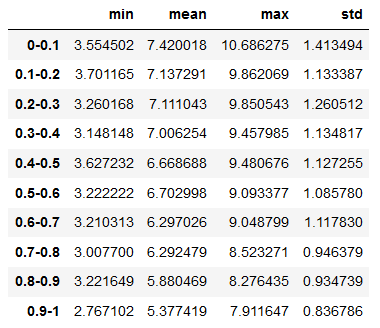 min mean max std
0-0.1 3.554502 7.420018 10.686275 1.413494
0.1-0.2 3.701165 7.137291 9.862069 1.133387
0.2-0.3 3.260168 7.111043 9.850543 1.260512
0.3-0.4 3.148148 7.006254 9.457985 1.134817
0.4-0.5 3.627232 6.668688 9.480676 1.127255
0.5-0.6 3.222222 6.702998 9.093377 1.085780
0.6-0.7 3.210313 6.297026 9.048799 1.117830
0.7-0.8 3.007700 6.292479 8.523271 0.946379
0.8-0.9 3.221649 5.880469 8.276435 0.934739
0.9-1 2.767102 5.377419 7.911647 0.836786